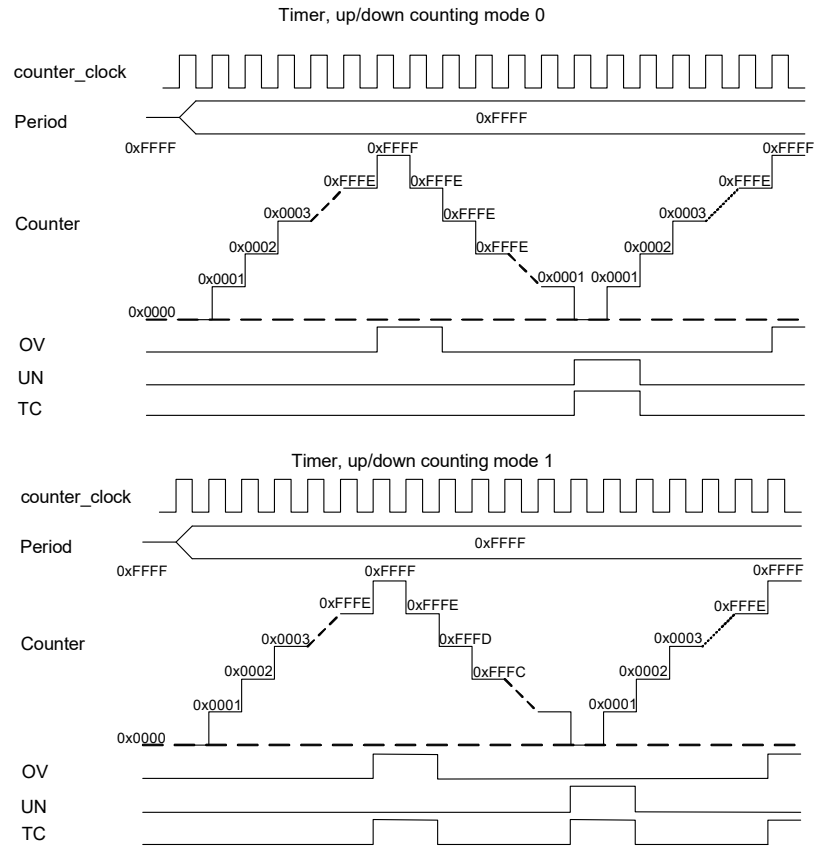 Timer, up/down counting mode 0
counter_clock
Period
0xFFFF
0xFFFF
0xFFFF
0xFFFF
0xFFFE
0xFFFE
0xFFFE
Counter
0x0003
0xFFFE
0x0003
0x0002
0xFFFE
0x0002
0x0001
0x0001
0x0001
0x0000
OV
UN
TC
Timer, up/down counting mode 1
counter_clock
Period
0xFFFF
0xFFFF
0xFFFF
0xFFFF
0xFFFE
0xFFFE
0xFFFE
Counter
0x0003
0xFFFD
0x0003
0x0002
0xFFFC
0x0002
0x0001
0x0001
0x0000
OV
UN
TC